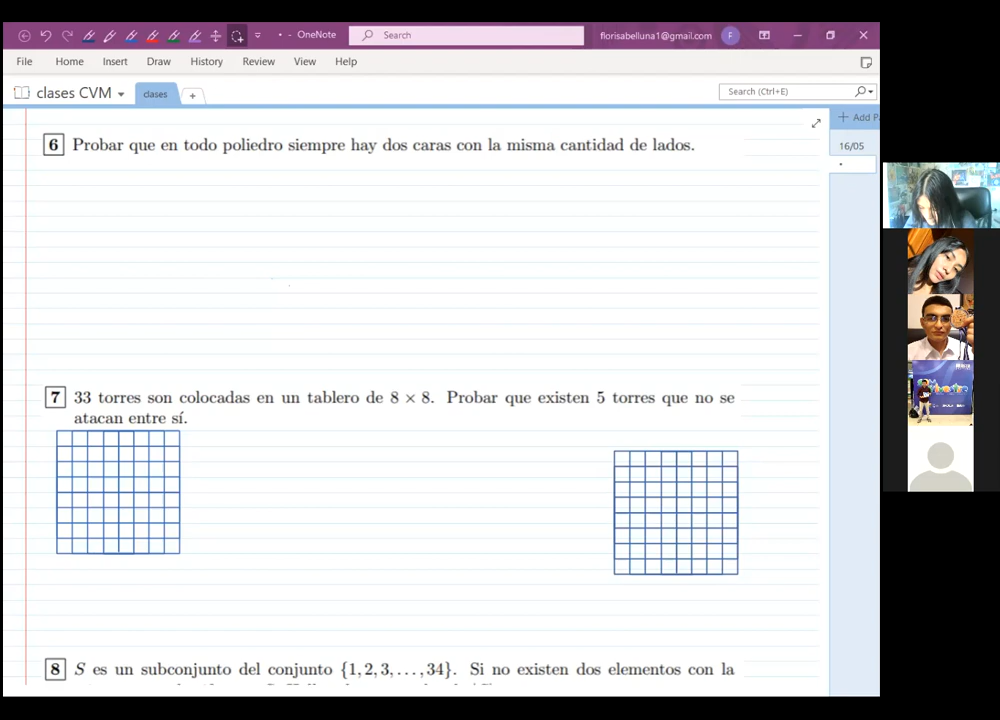 OneNote
Search
florisabelluna1@gmail.com
F
File
Home
Insert
Draw
History
Review
View
Help
clases CVM
clases
+
Search (Ctrl+E)
+ Add
16/05
6 Probar que en todo poliedro siempre hay dos caras con la misma cantidad de lados.
7 33 torres son colocadas en un tablero de 8 × 8. Probar que existen 5 torres que no se
atacan entre sí.
8 S es un subconjunto del conjunto {1, 2, 3, . . . , 34}. Si no existen dos elementos con la